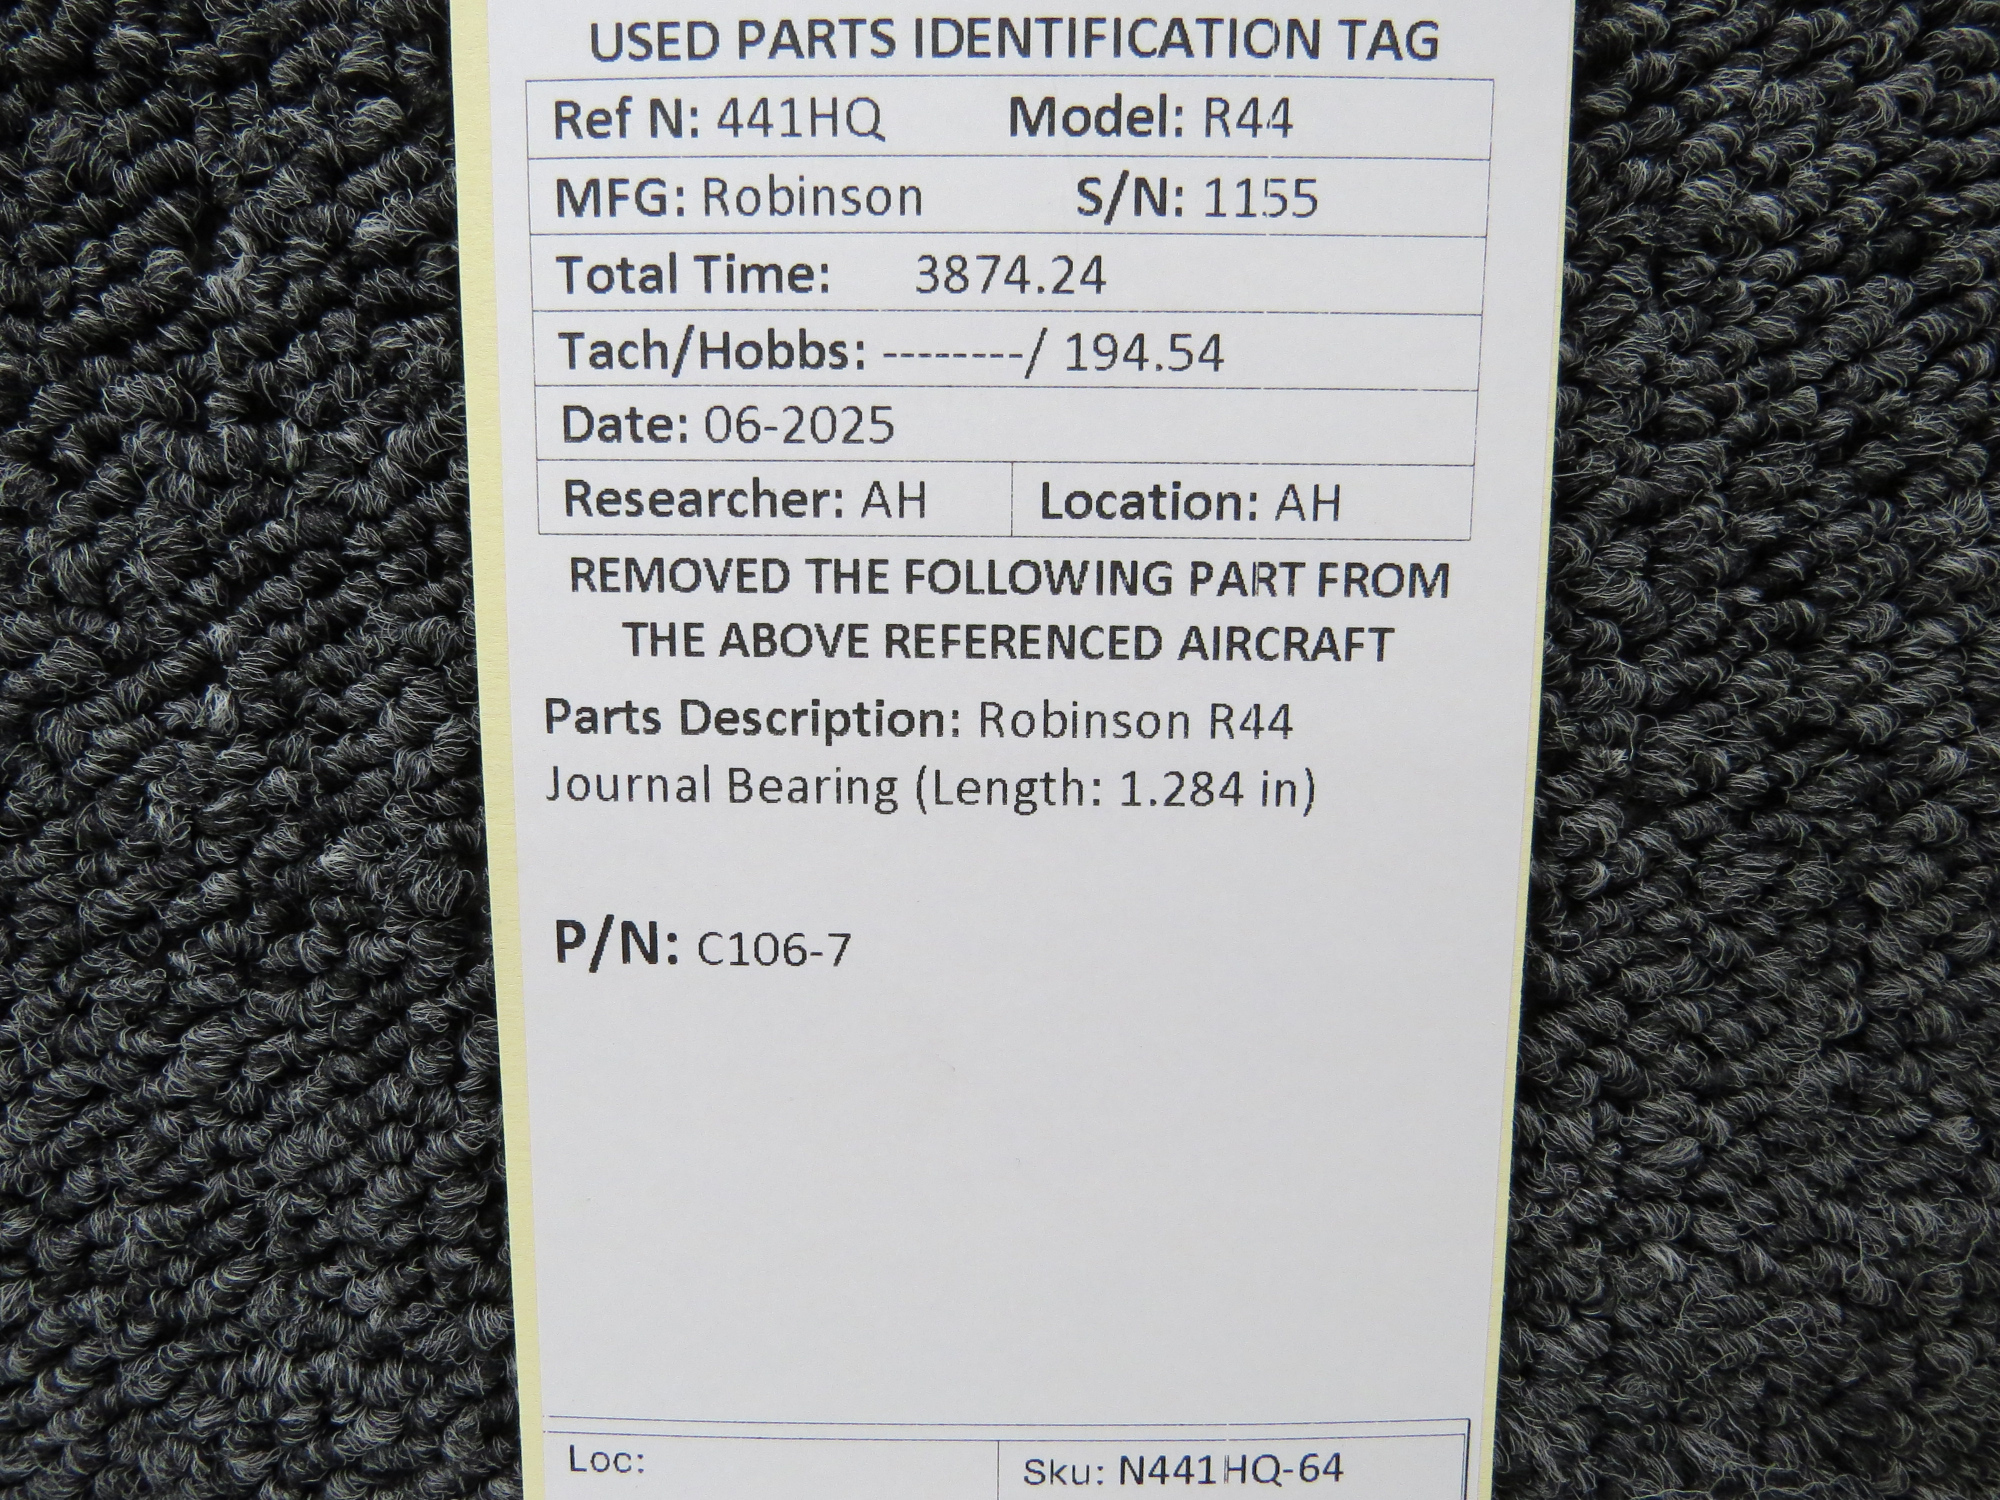 USED PARTS IDENTIFICATION TAG
Ref N: 441HQ Model: R44
MFG: Robinson S/N: 1155
Total Time: 3874.24
Tach/Hobbs: --------/ 194.54
Date: 06-2025
Researcher: AH Location: AH
REMOVED THE FOLLOWING PART FROM
THE ABOVE REFERENCED AIRCRAFT
Parts Description: Robinson R44
Journal Bearing (Length: 1.284 in)
P/N: C106-7
Loc: Sku: N441HQ-64